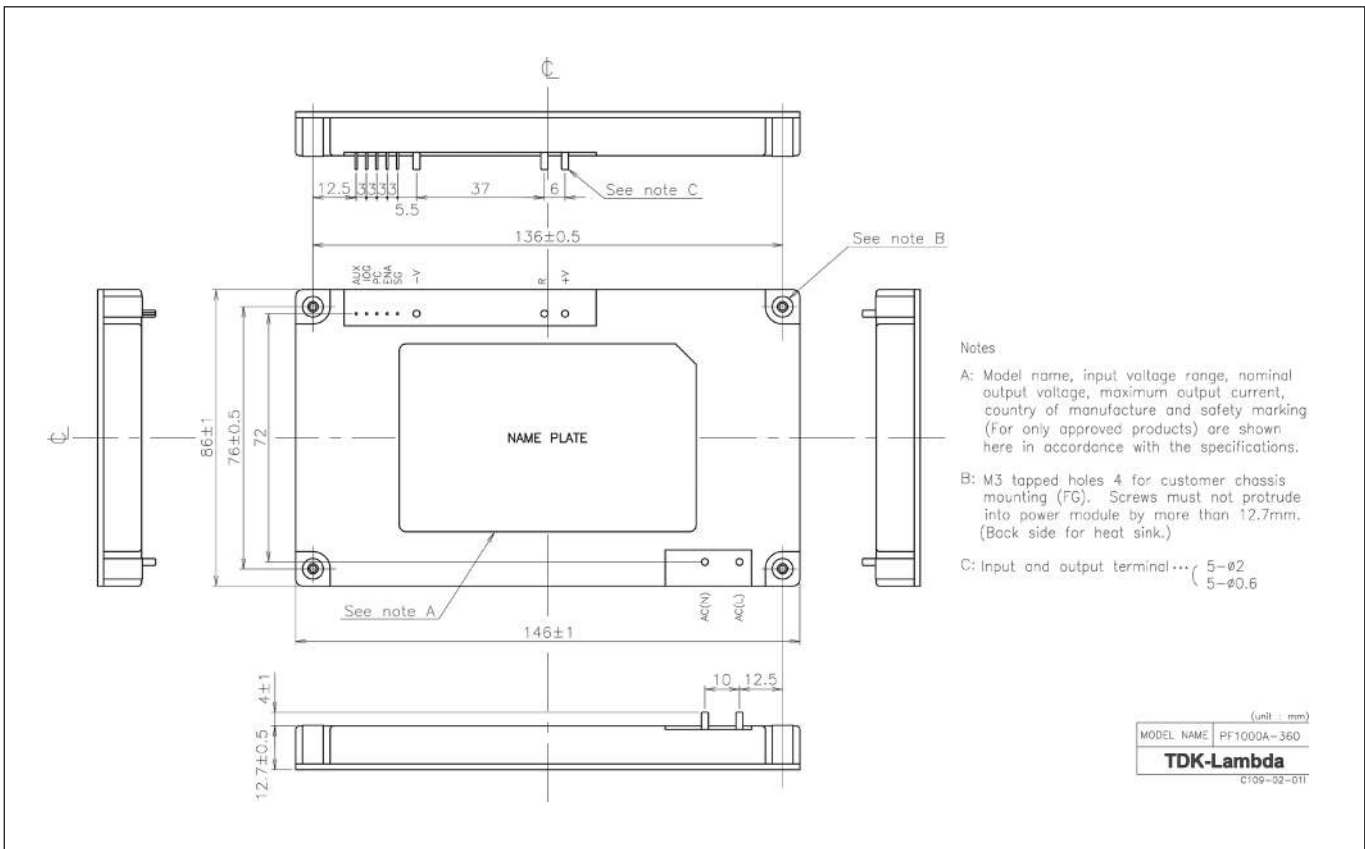 ℄
12.5 3 3 3 3 37 6 See note C
5.5
136±0.5
See note B
AUX
IOG
PC
ENA
SG
-V
R
+V
℄
86±1
76±0.5
72
NAME PLATE
See note A
AC(N)
AC(L)
146±1
4±1
10 12.5
12.7±0.5
Notes
A: Model name, input voltage range, nominal
output voltage, maximum output current,
country of manufacture and safety marking
(For only approved products) are shown
here in accordance with the specifications.
B: M3 tapped holes 4 for customer chassis
mounting (FG). Screws must not protrude
into power module by more than 12.7mm.
(Back side for heat sink.)
C: Input and output terminal ··· ( 5-ø2
5-ø0.6
(unit : mm)
MODEL NAME PF1000A-360
TDK-Lambda
C109-02-01I